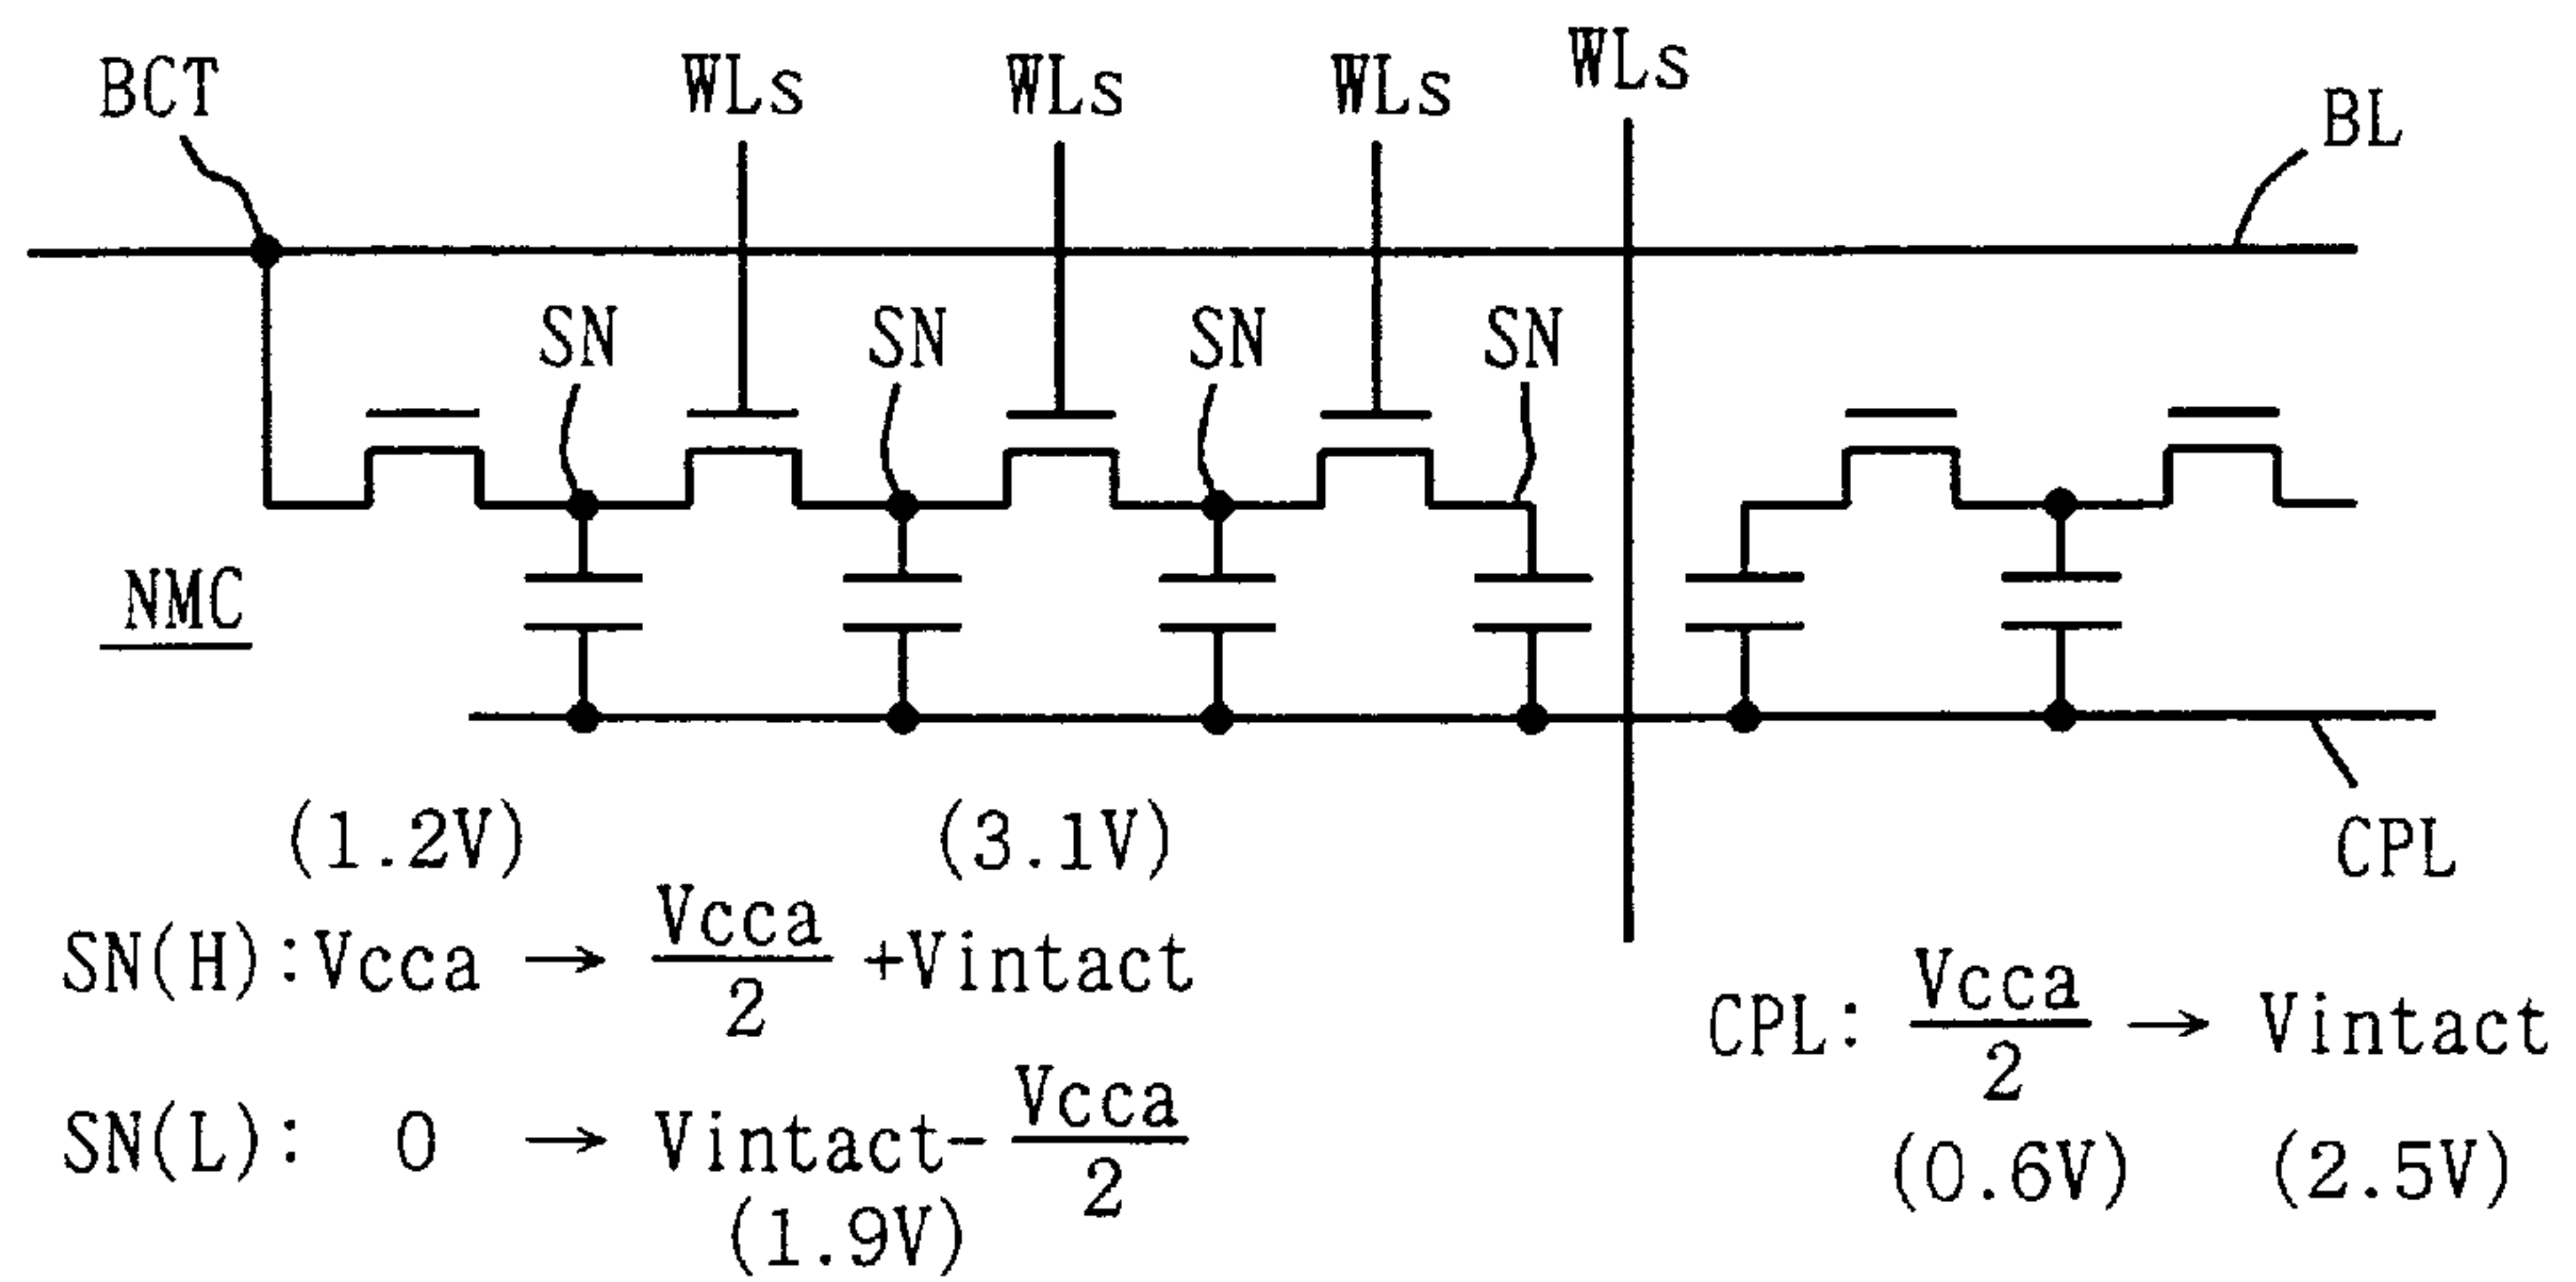 BCT WLs WLs WLs WLs BL
SN SN SN SN
NMC
CPL
(1.2V) (3.1V)
SN(H):Vcca → Vcca/2 +Vintact
SN(L): 0 → Vintact- Vcca/2
(1.9V)
CPL: Vcca/2 → Vintact
(0.6V) (2.5V)